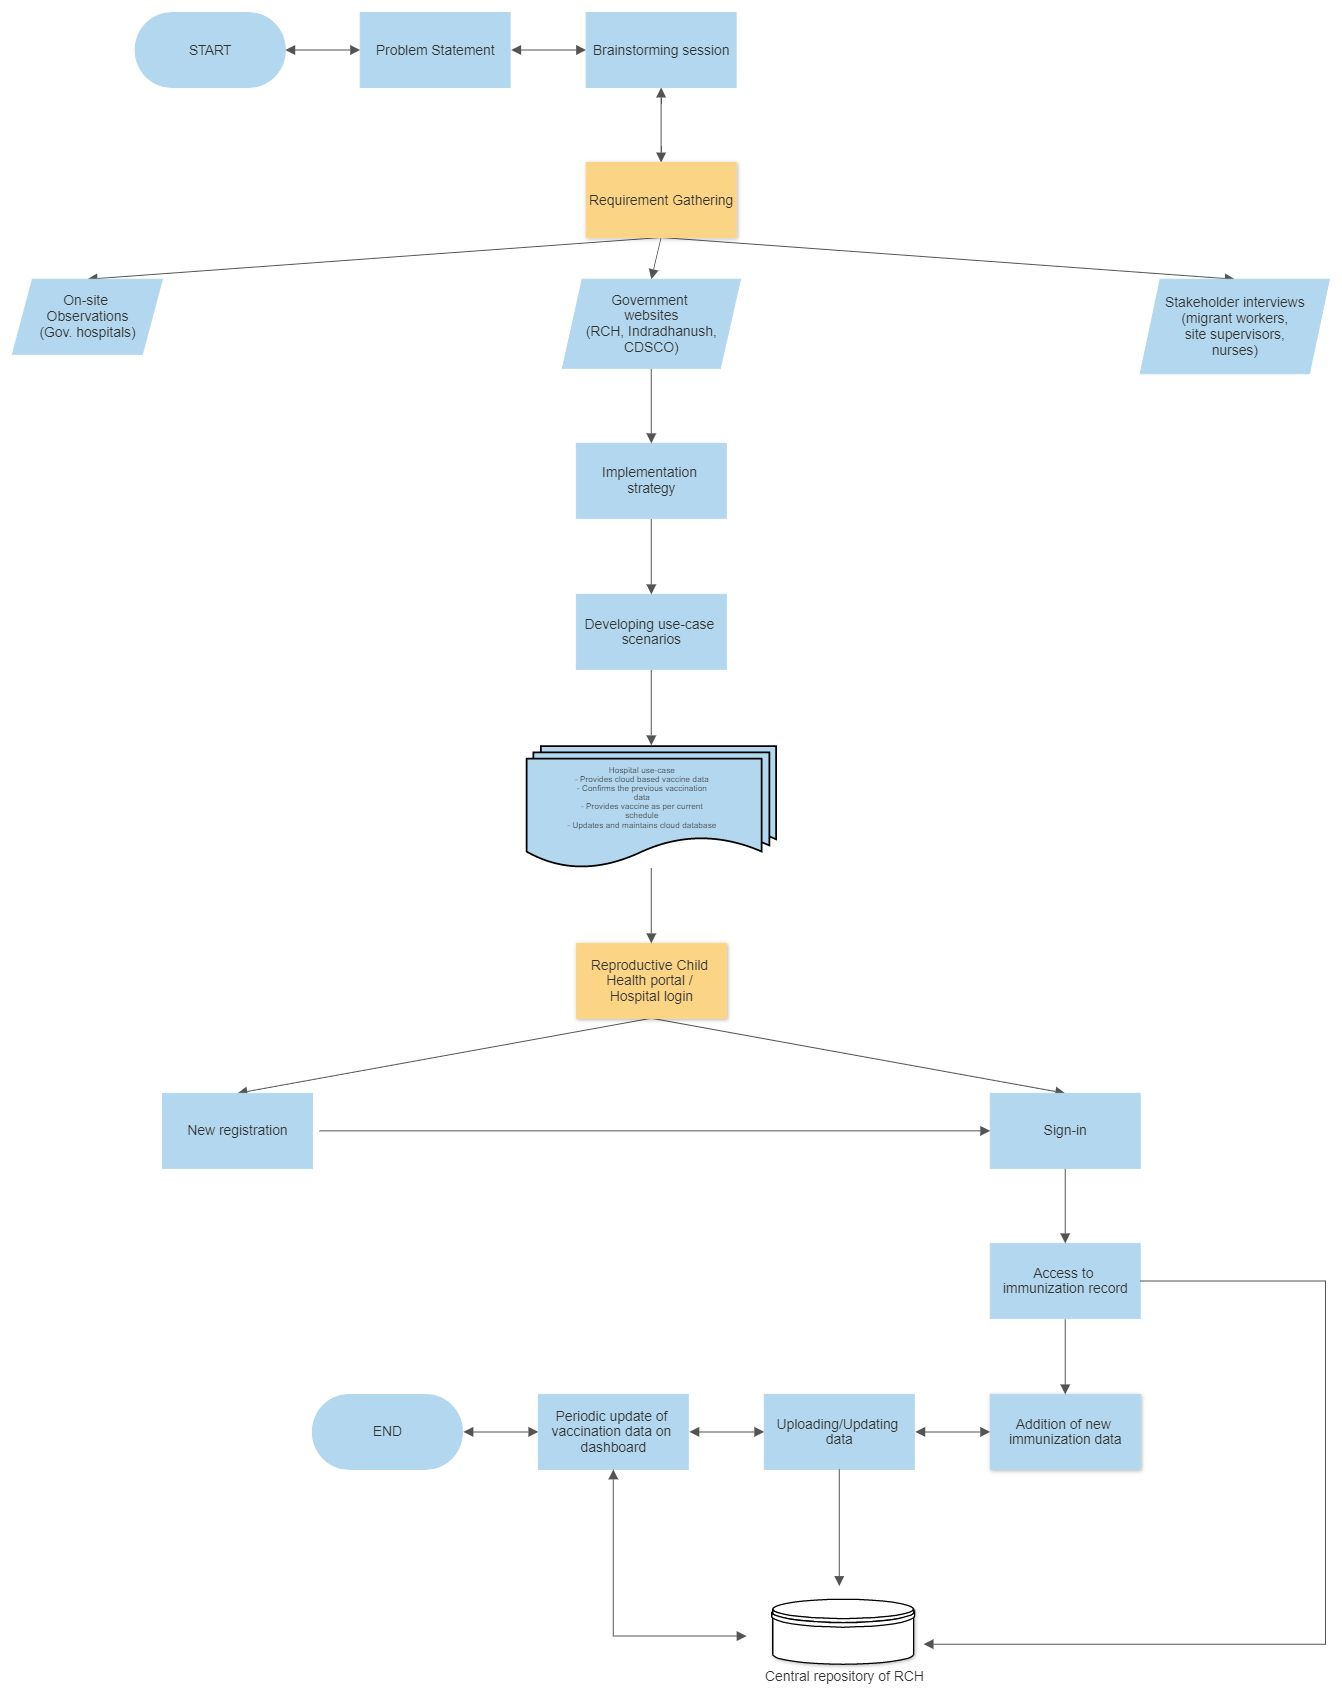 START
Problem Statement
Brainstorming session
Requirement Gathering
On-site
Observations
(Gov. hospitals)
Government
websites
(RCH, Indradhanush,
CDSCO)
Stakeholder interviews
(migrant workers,
site supervisors,
nurses)
Implementation
strategy
Developing use-case
scenarios
Hospital use-case
- Provides cloud based vaccine data
- Confirms the previous vaccination
data
- Provides vaccine as per current
schedule
- Updates and maintains cloud database
Reproductive Child
Health portal /
Hospital login
New registration
Sign-in
Access to
immunization record
END
Periodic update of
vaccination data on
dashboard
Uploading/Updating
data
Addition of new
immunization data
Central repository of RCH